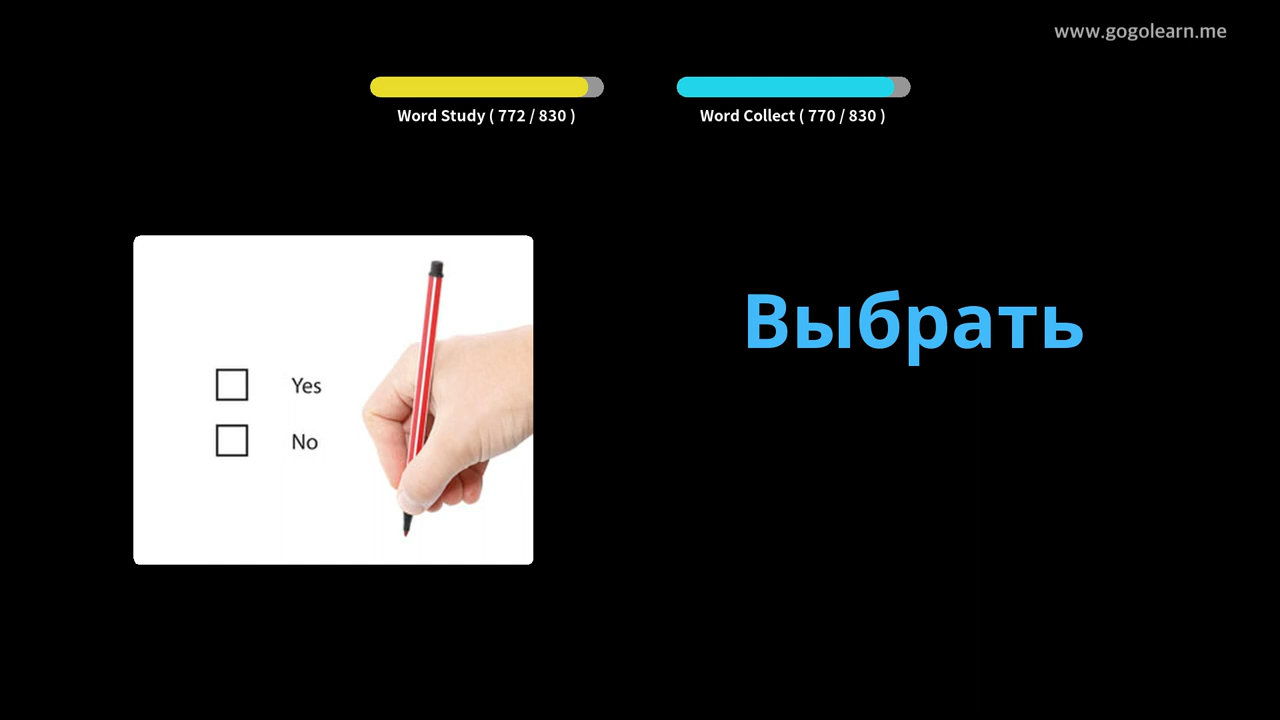 www.gogolearn.me
Word Study ( 772 / 830 )
Word Collect ( 770 / 830 )
Выбрать
Yes
No